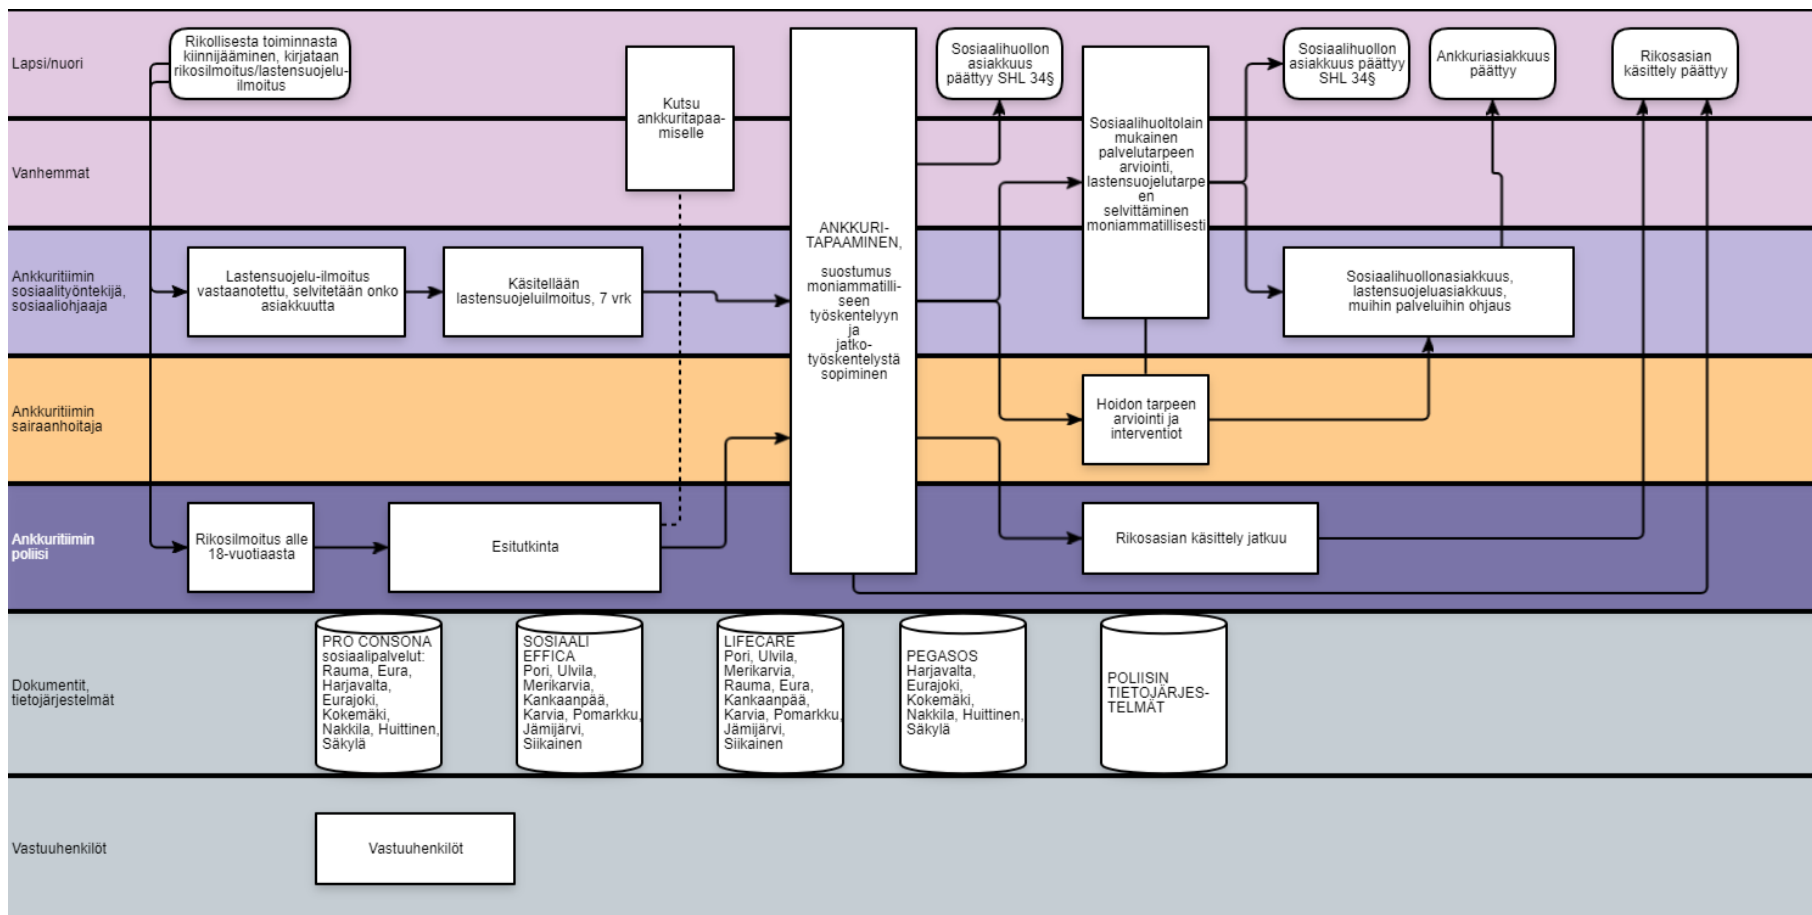 Lapsi/nuori
Rikollisesta toiminnasta
kiinnijääminen, kirjataan
rikosilmoitus/lastensuojelu-
ilmoitus
Kutsu
ankkuritapaa-
miselle
Sosiaalihuollon
asiakkuus
päättyy SHL 34§
Sosiaalihuollon
asiakkuus päättyy
SHL 34§
Ankkuriasiakkuus
päättyy
Rikosasian
käsittely päättyy
Vanhemmat
Sosiaalihuoltolain
mukainen
palvelutarpeen
arviointi,
lastensuojelutarpe
en
selvittäminen
moniammatillisesti
ANKKURI-
TAPAAMINEN,
suostumus
moniammatilli-
seen
työskentelyyn
ja
jatko-
työskentelystä
sopiminen
Ankkuritiimin
sosiaalityöntekijä,
sosiaaliohjaaja
Lastensuojelu-ilmoitus
vastaanotettu, selvitetään onko
asiakkuutta
Käsitellään
lastensuojeluilmoitus, 7 vrk
Sosiaalihuollonasiakkuus,
lastensuojeluasiakkuus,
muihin palveluihin ohjaus
Ankkuritiimin
sairaanhoitaja
Hoidon tarpeen
arviointi ja
interventiot
Ankkuritiimin
poliisi
Rikosilmoitus alle
18-vuotiaasta
Esitutkinta
Rikosasian käsittely jatkuu
Dokumentit,
tietojärjestelmät
PRO CONSONA
sosiaalipalvelut:
Rauma, Eura,
Harjavalta,
Eurajoki,
Kokemäki,
Nakkila, Huittinen,
Säkylä
SOSIAALI
EFFICA
Pori, Ulvila,
Merikarvia,
Kankaanpää,
Karvia, Pomarkku,
Jämijärvi,
Siikainen
LIFECARE
Pori, Ulvila,
Merikarvia,
Rauma, Eura,
Kankaanpää,
Karvia, Pomarkku,
Jämijärvi,
Siikainen
PEGASOS
Harjavalta,
Eurajoki,
Kokemäki,
Nakkila, Huittinen,
Säkylä
POLIISIN
TIETOJÄRJES-
TELMÄT
Vastuuhenkilöt
Vastuuhenkilöt